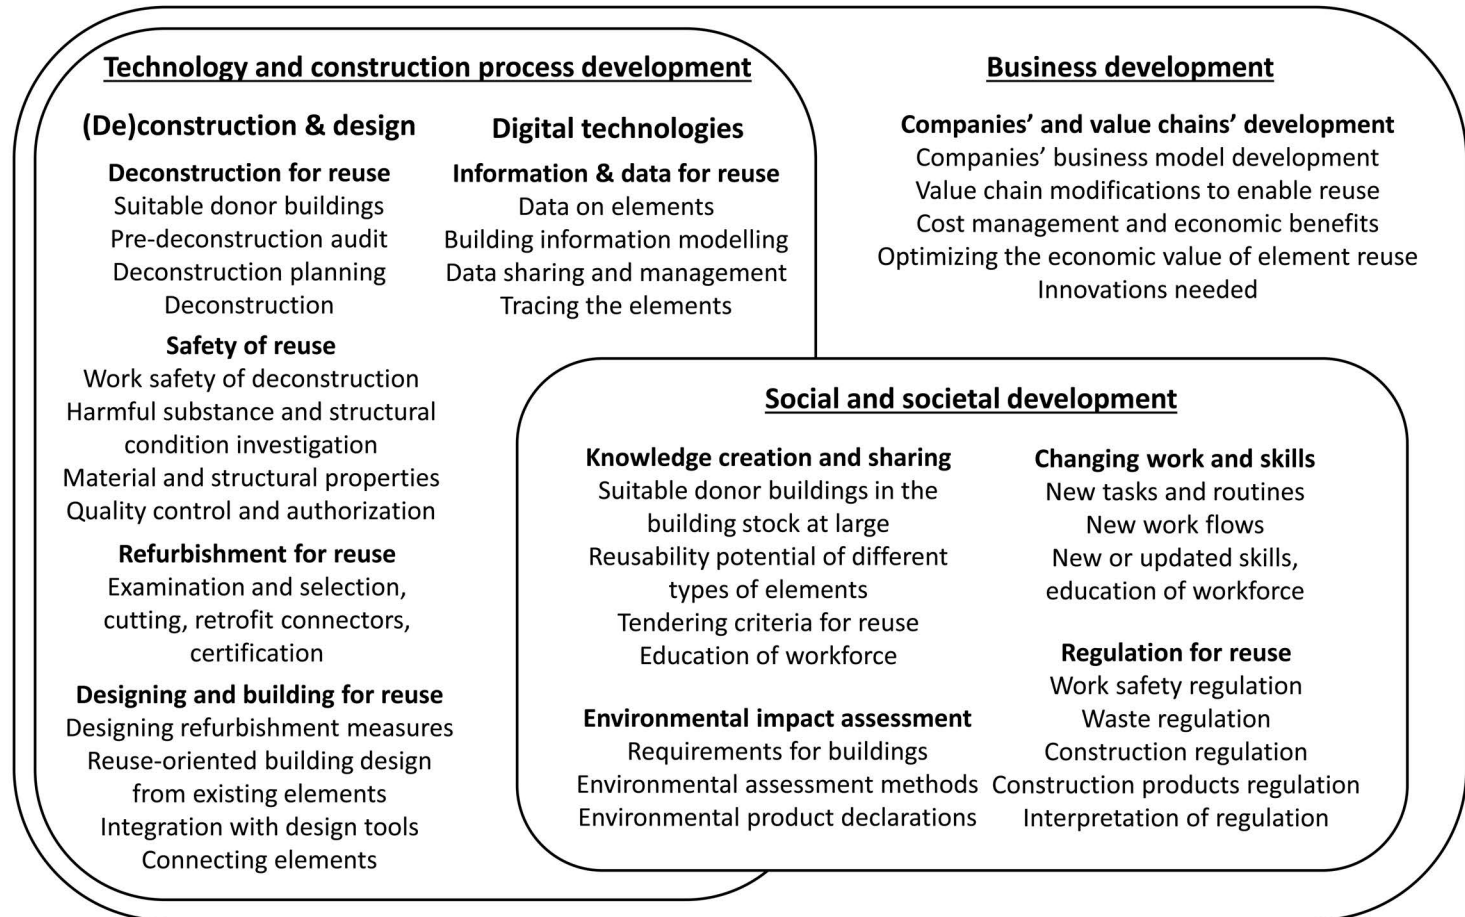 Technology and construction process development
(De)construction & design
Deconstruction for reuse
Suitable donor buildings
Pre-deconstruction audit
Deconstruction planning
Deconstruction
Safety of reuse
Work safety of deconstruction
Harmful substance and structural
condition investigation
Material and structural properties
Quality control and authorization
Refurbishment for reuse
Examination and selection,
cutting, retrofit connectors,
certification
Designing and building for reuse
Designing refurbishment measures
Reuse-oriented building design
from existing elements
Integration with design tools
Connecting elements
Digital technologies
Information & data for reuse
Data on elements
Building information modelling
Data sharing and management
Tracing the elements
Business development
Companies’ and value chains’ development
Companies’ business model development
Value chain modifications to enable reuse
Cost management and economic benefits
Optimizing the economic value of element reuse
Innovations needed
Social and societal development
Knowledge creation and sharing
Suitable donor buildings in the
building stock at large
Reusability potential of different
types of elements
Tendering criteria for reuse
Education of workforce
Environmental impact assessment
Requirements for buildings
Environmental assessment methods
Environmental product declarations
Changing work and skills
New tasks and routines
New work flows
New or updated skills,
education of workforce
Regulation for reuse
Work safety regulation
Waste regulation
Construction regulation
Construction products regulation
Interpretation of regulation